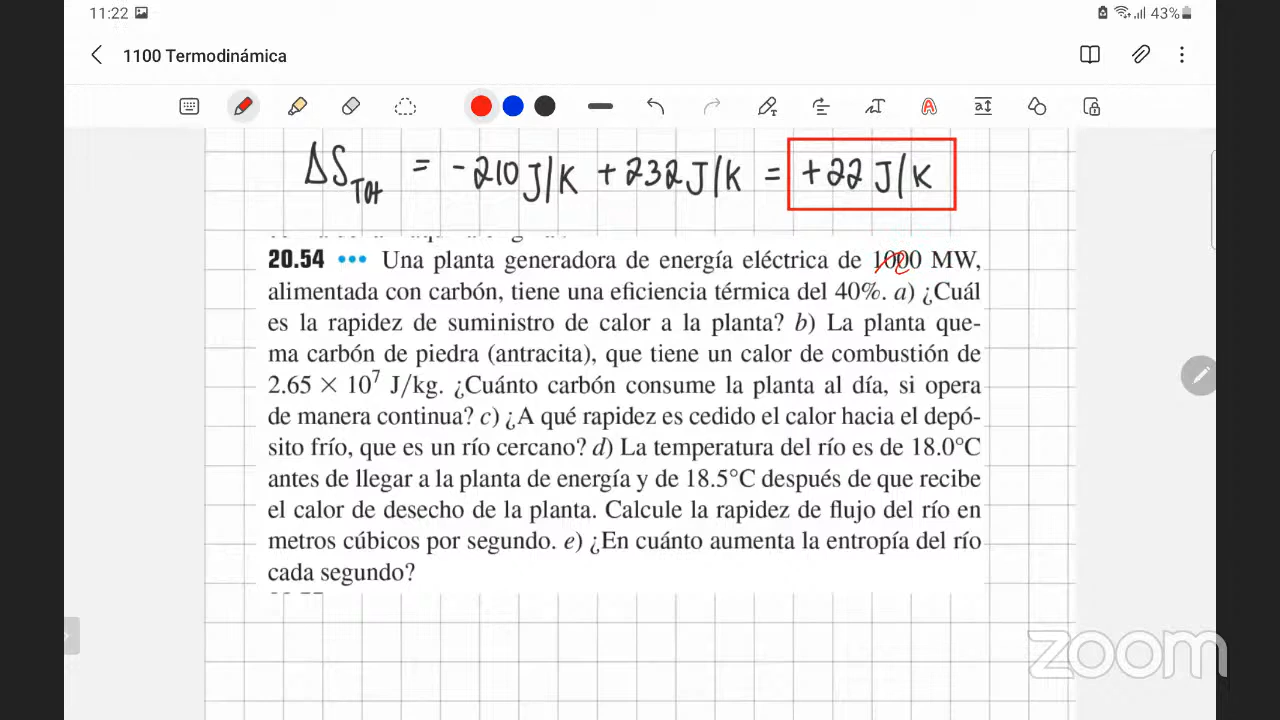 11:22 43%
1100 Termodinámica
ΔS_Tot = -210 J/K + 232 J/K = +22 J/K
20.54 ••• Una planta generadora de energía eléctrica de 1000 MW,
alimentada con carbón, tiene una eficiencia térmica del 40%. a) ¿Cuál
es la rapidez de suministro de calor a la planta? b) La planta que-
ma carbón de piedra (antracita), que tiene un calor de combustión de
2.65 × 10⁷ J/kg. ¿Cuánto carbón consume la planta al día, si opera
de manera continua? c) ¿A qué rapidez es cedido el calor hacia el depó-
sito frío, que es un río cercano? d) La temperatura del río es de 18.0°C
antes de llegar a la planta de energía y de 18.5°C después de que recibe
el calor de desecho de la planta. Calcule la rapidez de flujo del río en
metros cúbicos por segundo. e) ¿En cuánto aumenta la entropía del río
cada segundo?
zoom